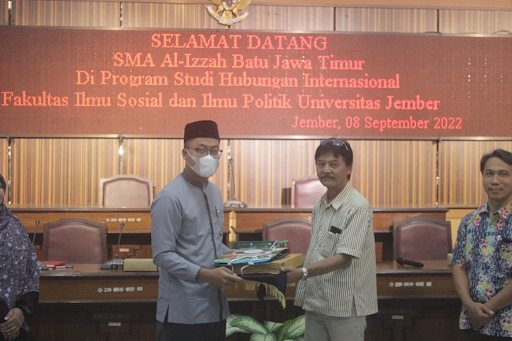 SELAMAT DATANG
SMA Al-Izzah Batu Jawa Timur
Di Program Studi Hubungan Internasional
Fakultas Ilmu Sosial dan Ilmu Politik Universitas Jember
Jember, 08 September 2022